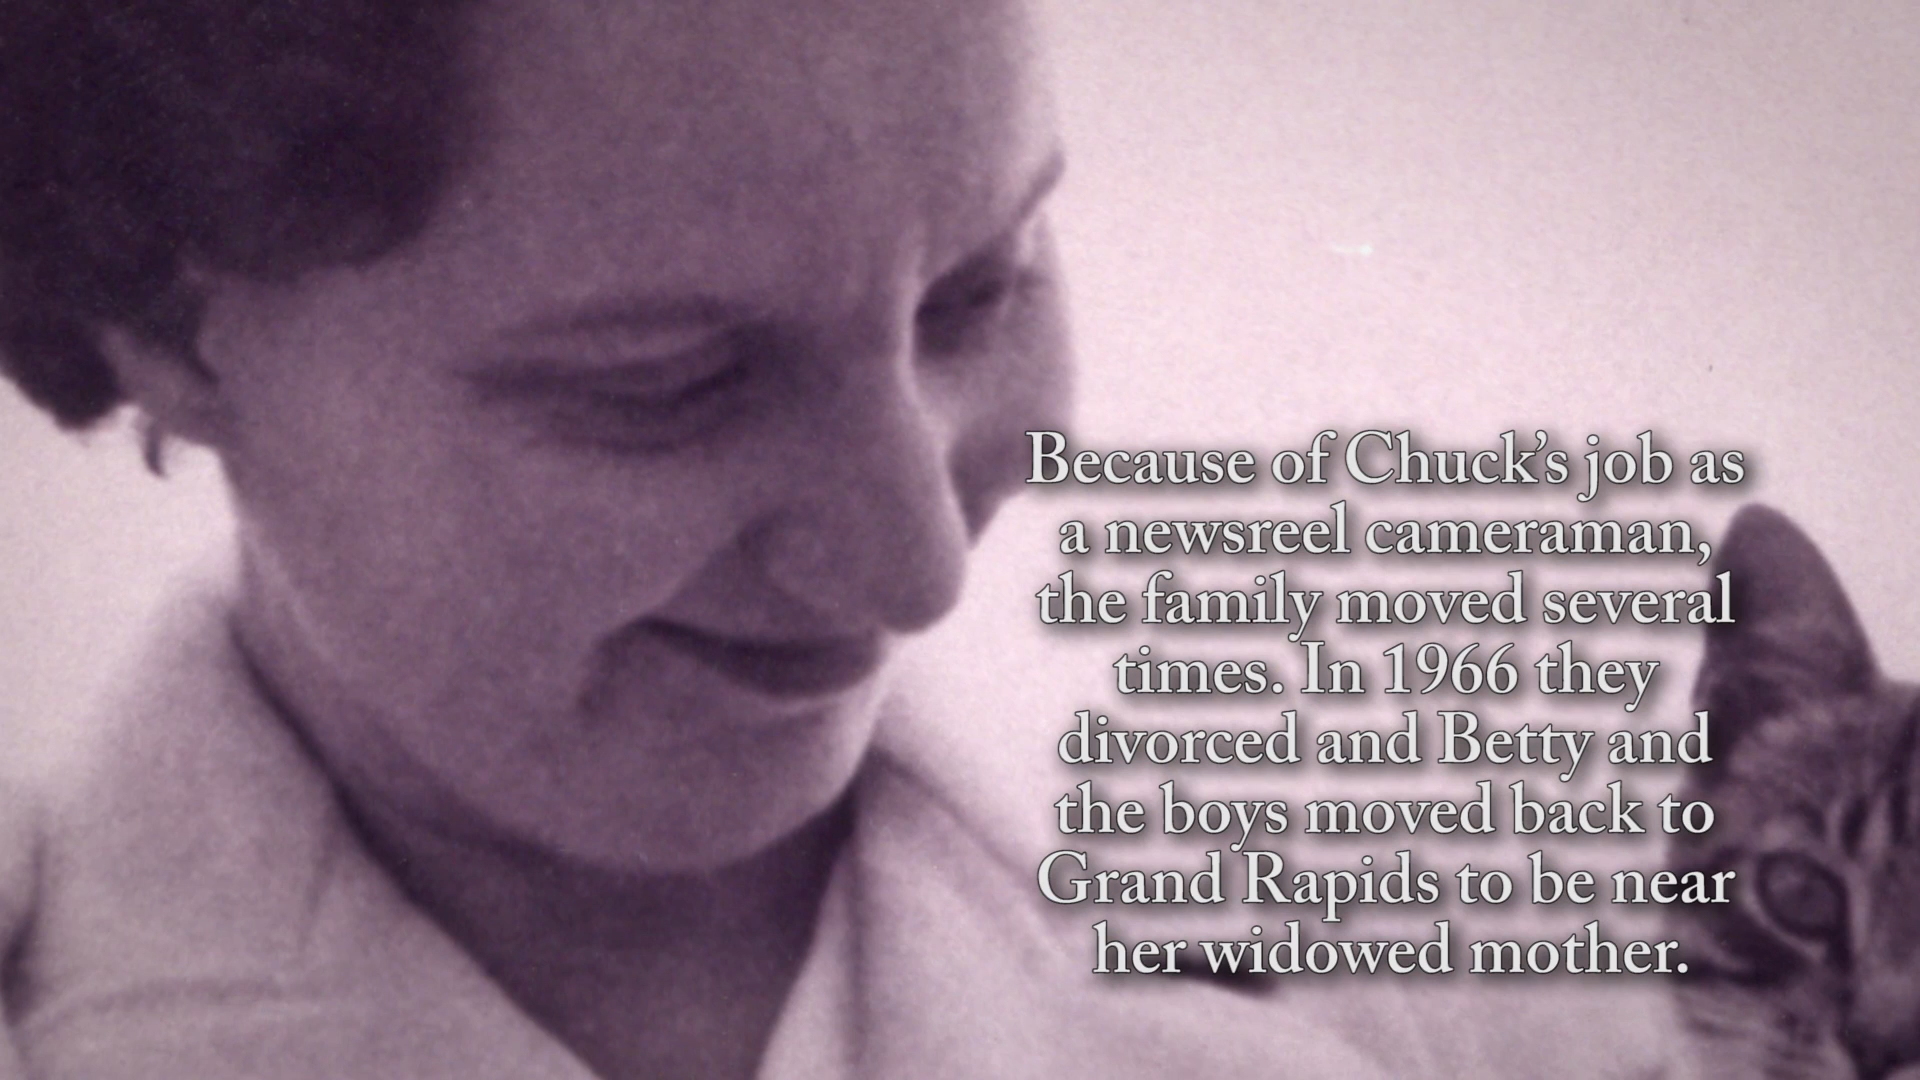 Because of Chuck’s job as
a newsreel cameraman,
the family moved several
times. In 1966 they
divorced and Betty and
the boys moved back to
Grand Rapids to be near
her widowed mother.